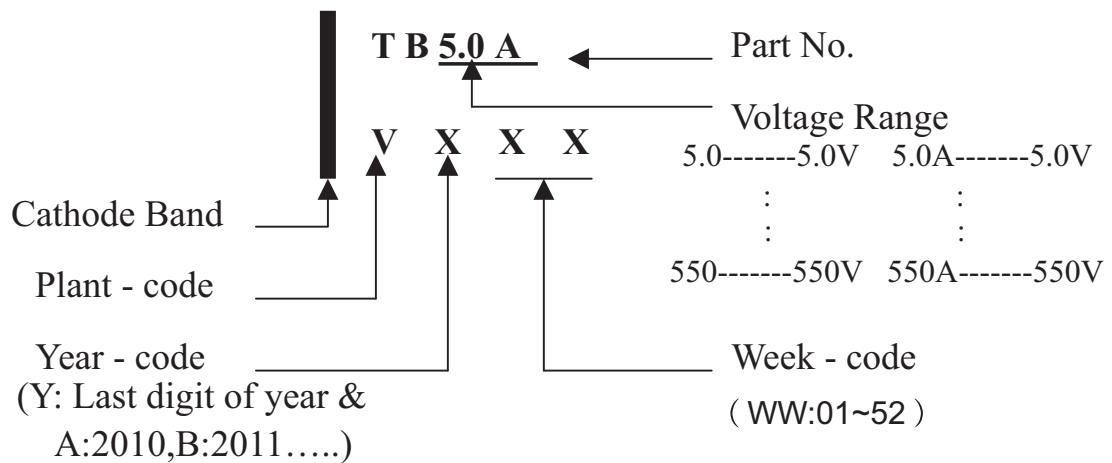 T B 5.0 A
Part No.
Voltage Range
V X X X
5.0-------5.0V 5.0A-------5.0V
: :
: :
550-------550V 550A-------550V
Cathode Band
Plant - code
Year - code
(Y: Last digit of year &
A:2010,B:2011…..)
Week - code
（WW:01~52）